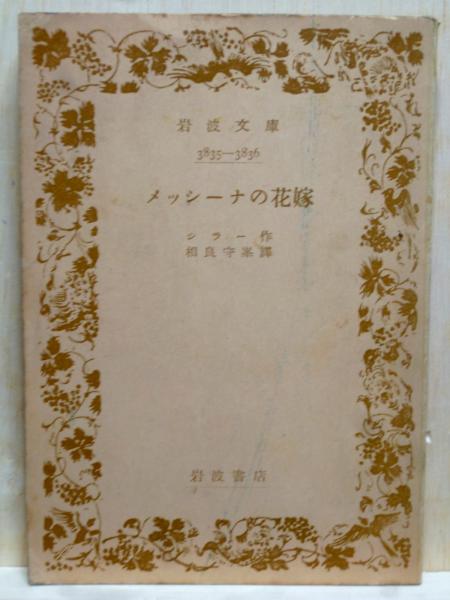 岩波文庫
3835—3836
メッシーナの花嫁
シラー作
相良守峯譯
岩波書店